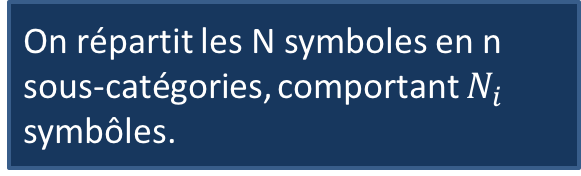 On répartit les N symboles en n
sous-catégories, comportant $N_i$
symbôles.